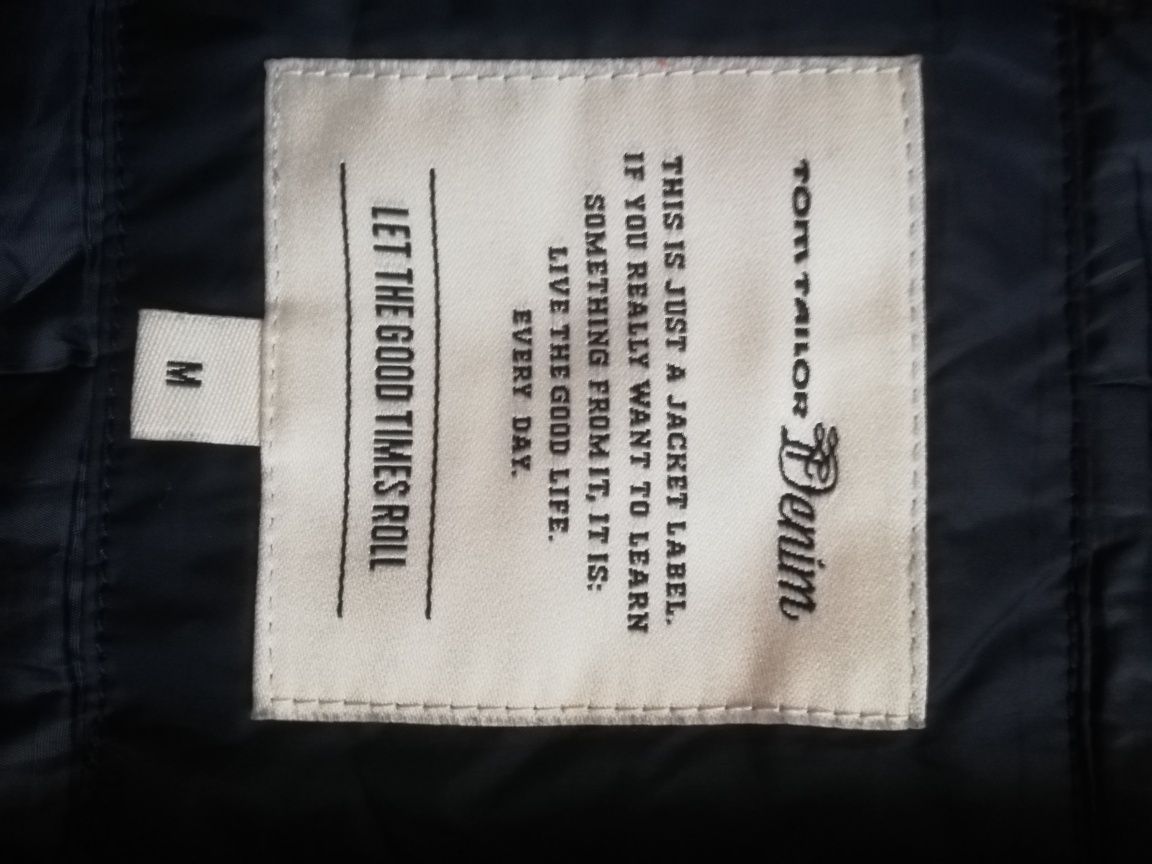 TOM TAILOR Denim
THIS IS JUST A JACKET LABEL.
IF YOU REALLY WANT TO LEARN
SOMETHING FROM IT, IT IS:
LIVE THE GOOD LIFE.
EVERY DAY.
LET THE GOOD TIMES ROLL
M